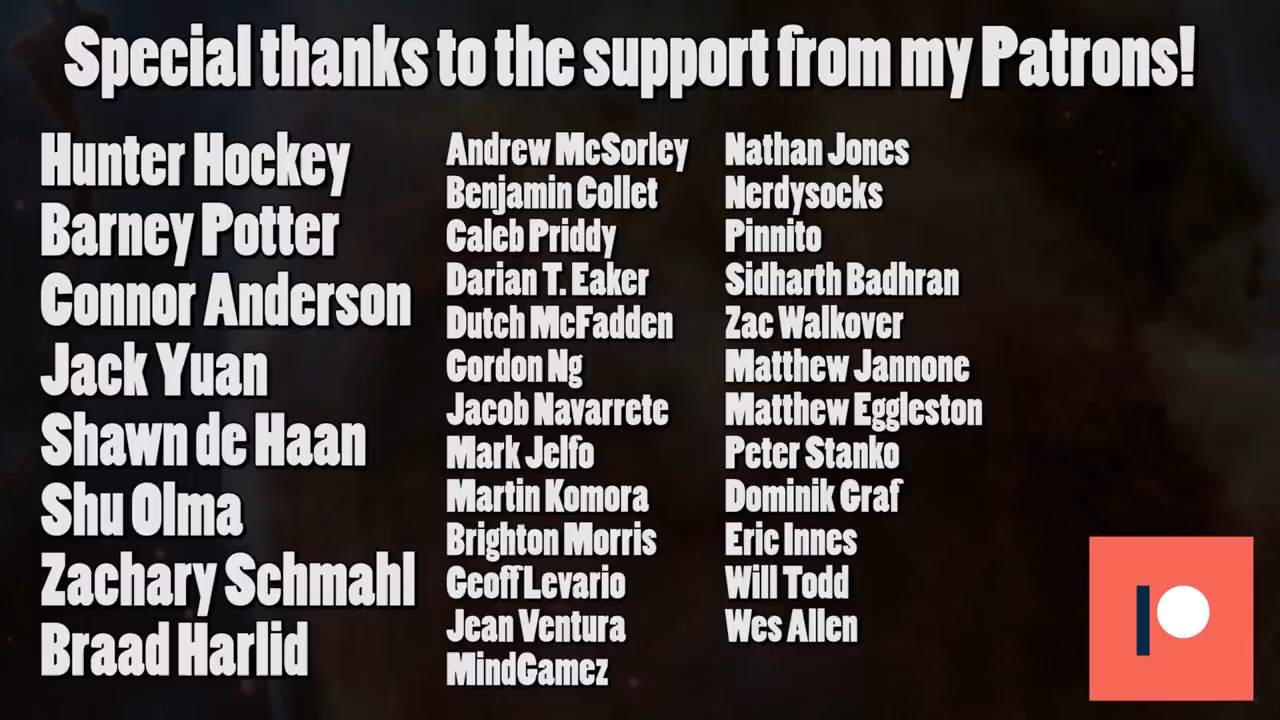 Special thanks to the support from my Patrons!
Hunter Hockey
Barney Potter
Connor Anderson
Jack Yuan
Shawn de Haan
Shu Olma
Zachary Schmahl
Braad Harlid
Andrew McSorley
Benjamin Collet
Caleb Priddy
Darian T. Eaker
Dutch McFadden
Gordon Ng
Jacob Navarrete
Mark Jelfo
Martin Komora
Brighton Morris
Geoff Levario
Jean Ventura
MindGamez
Nathan Jones
Nerdysocks
Pinnito
Sidharth Badhran
Zac Walkover
Matthew Jannone
Matthew Eggleston
Peter Stanko
Dominik Graf
Eric Innes
Will Todd
Wes Allen